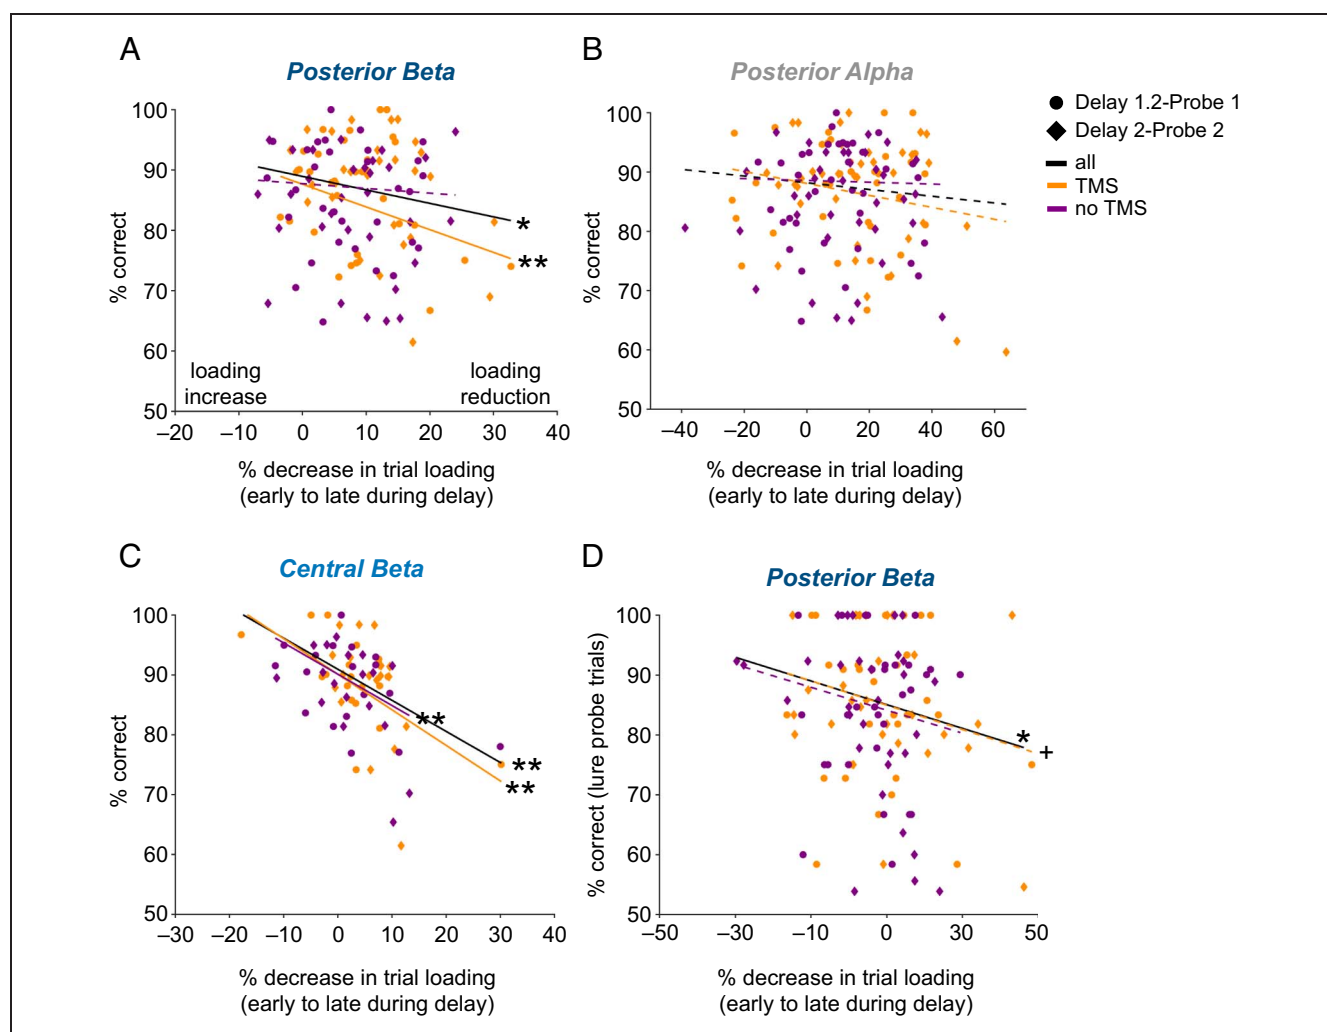 A
Posterior Beta
% correct
100
90
80
70
60
50
*
**
loading
increase
loading
reduction
–20
–10
0
10
20
30
40
% decrease in trial loading
(early to late during delay)
B
Posterior Alpha
% correct
100
90
80
70
60
50
–40
–20
0
20
40
60
% decrease in trial loading
(early to late during delay)
Delay 1.2-Probe 1
Delay 2-Probe 2
all
TMS
no TMS
C
Central Beta
% correct
100
90
80
70
60
50
**
**
**
–30
–20
–10
0
10
20
30
40
% decrease in trial loading
(early to late during delay)
D
Posterior Beta
% correct (lure probe trials)
100
90
80
70
60
50
*
+
–50
–30
–10
0
30
50
% decrease in trial loading
(early to late during delay)